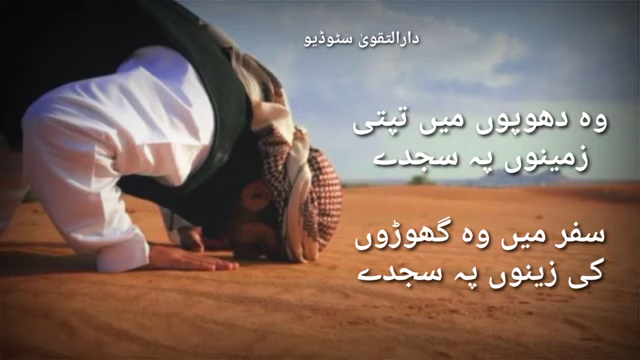 دارالتقویٰ سٹوڈیو
وہ دھوپوں میں تپتی
زمینوں پہ سجدے
سفر میں وہ گھوڑوں
کی زینوں پہ سجدے